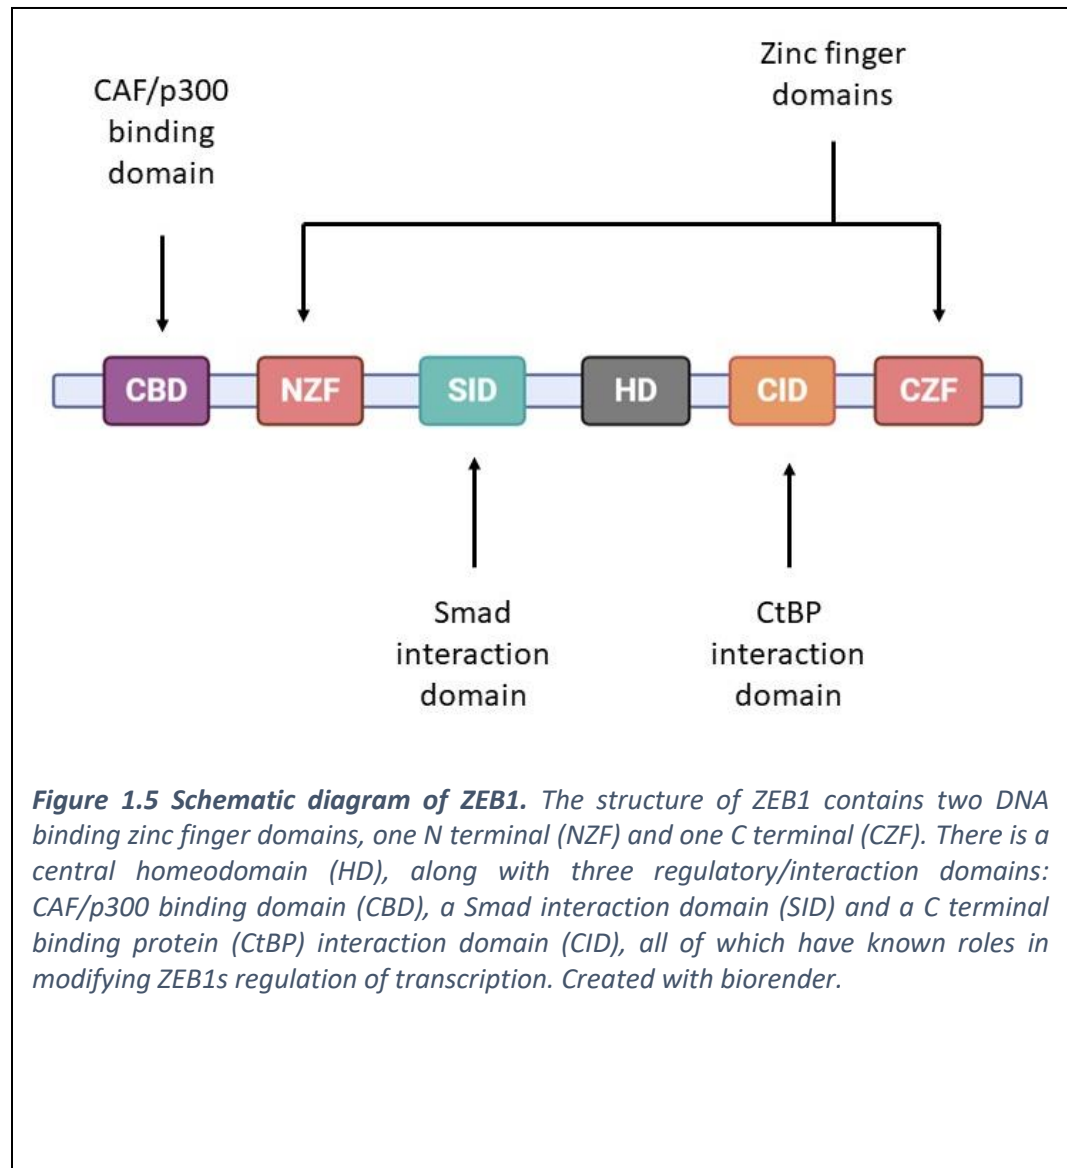 CAF/p300
binding
domain
Zinc finger
domains
CBD
NZF
SID
HD
CID
CZF
Smad
interaction
domain
CtBP
interaction
domain
Figure 1.5 Schematic diagram of ZEB1. The structure of ZEB1 contains two DNA
binding zinc finger domains, one N terminal (NZF) and one C terminal (CZF). There is a
central homeodomain (HD), along with three regulatory/interaction domains:
CAF/p300 binding domain (CBD), a Smad interaction domain (SID) and a C terminal
binding protein (CtBP) interaction domain (CID), all of which have known roles in
modifying ZEB1s regulation of transcription. Created with biorender.